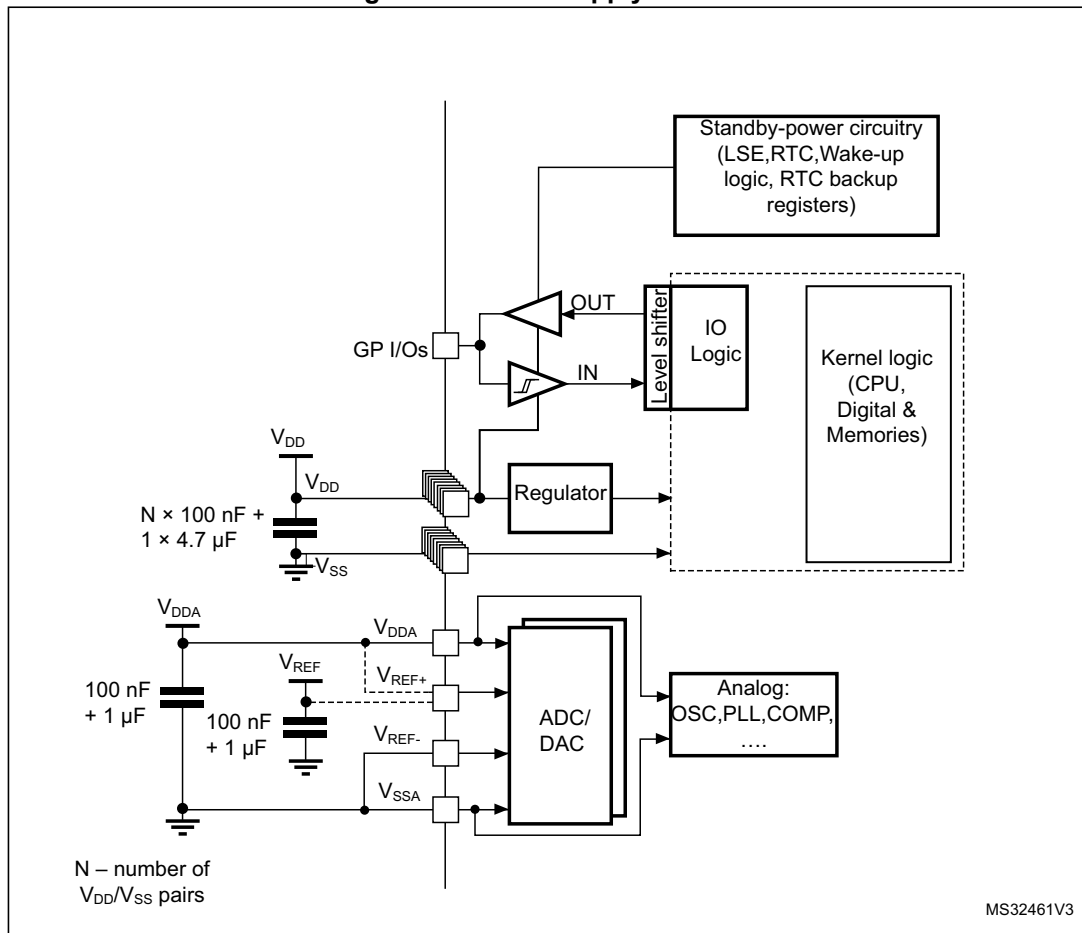 Standby-power circuitry
(LSE,RTC,Wake-up
logic, RTC backup
registers)
OUT
Level shifter
IO
Logic
GP I/Os
IN
Kernel logic
(CPU,
Digital &
Memories)
VDD
VDD
Regulator
N × 100 nF +
1 × 4.7 µF
VSS
VDDA
VDDA
VREF
VREF+
100 nF
+ 1 µF
100 nF
+ 1 µF
ADC/
DAC
Analog:
OSC,PLL,COMP,
....
VREF-
VSSA
N – number of
VDD/VSS pairs
MS32461V3